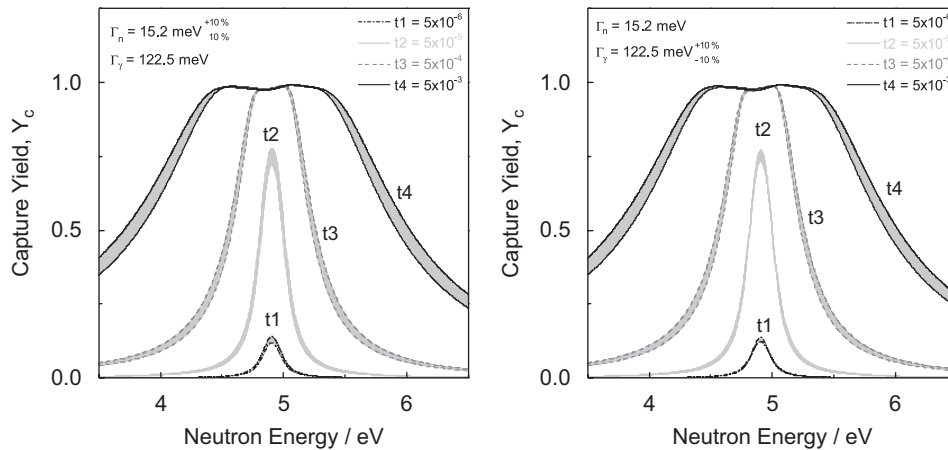 Γn = 15.2 meV +10 % 10 %
Γγ = 122.5 meV
t1 = 5x10-6
t2 = 5x10-5
t3 = 5x10-4
t4 = 5x10-3
1.0
0.5
0.0
Capture Yield, Yc
t2
t4
t3
t1
4
5
6
Neutron Energy / eV
Γn = 15.2 meV
Γγ = 122.5 meV +10% -10 %
t1 = 5x10-6
t2 = 5x10-5
t3 = 5x10-4
t4 = 5x10-3
1.0
0.5
0.0
Capture Yield, Yc
t2
t4
t3
t1
4
5
6
Neutron Energy / eV